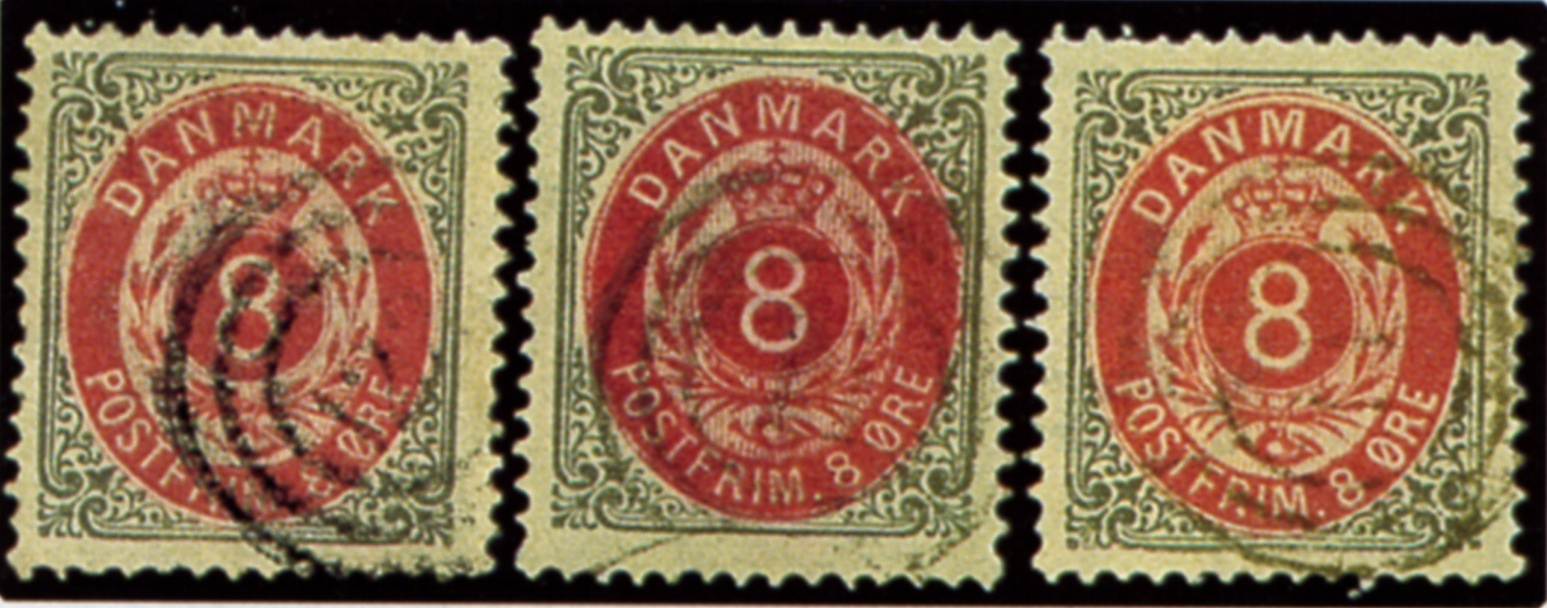 DANMARK
8
POSTFRIM. 8 ØRE
DANMARK
8
POSTFRIM. 8 ØRE
DANMARK.
8
POSTFRIM. 8 ØRE